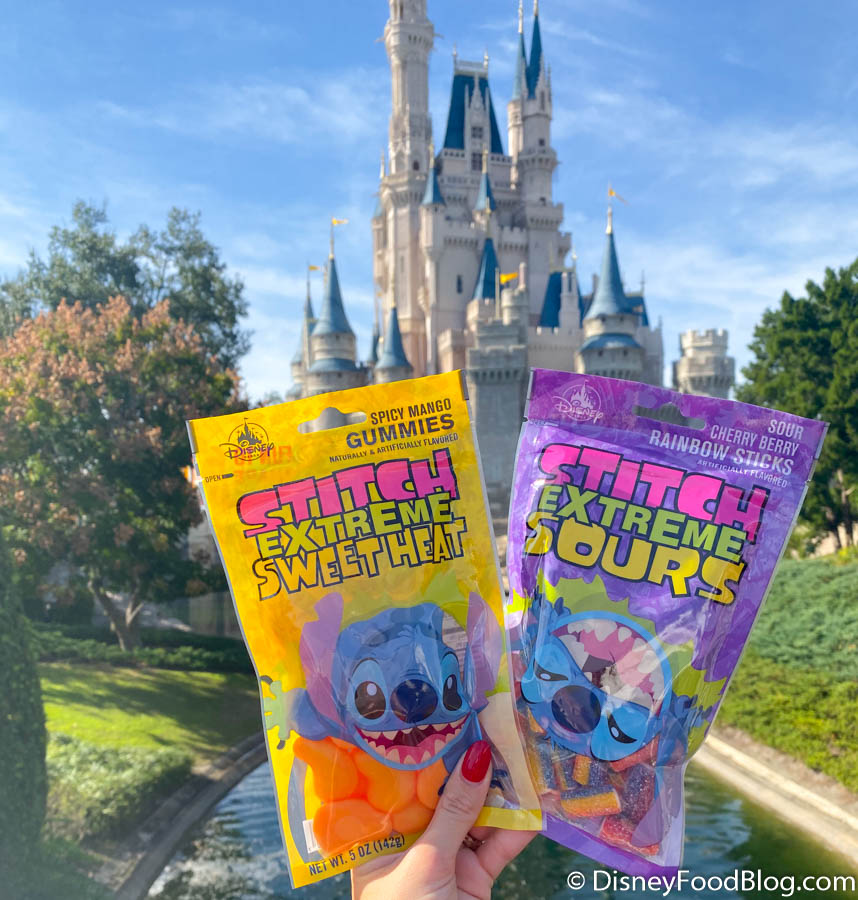 Disney
SPICY MANGO
GUMMIES
NATURALLY & ARTIFICIALLY FLAVORED
OPEN
STITCH
EXTREME
SWEET HEAT
NET WT. 5 OZ (142g)
Disney
SOUR
CHERRY BERRY
RAINBOW STICKS
ARTIFICIALLY FLAVORED
STITCH
EXTREME
SOURS
© DisneyFoodBlog.com